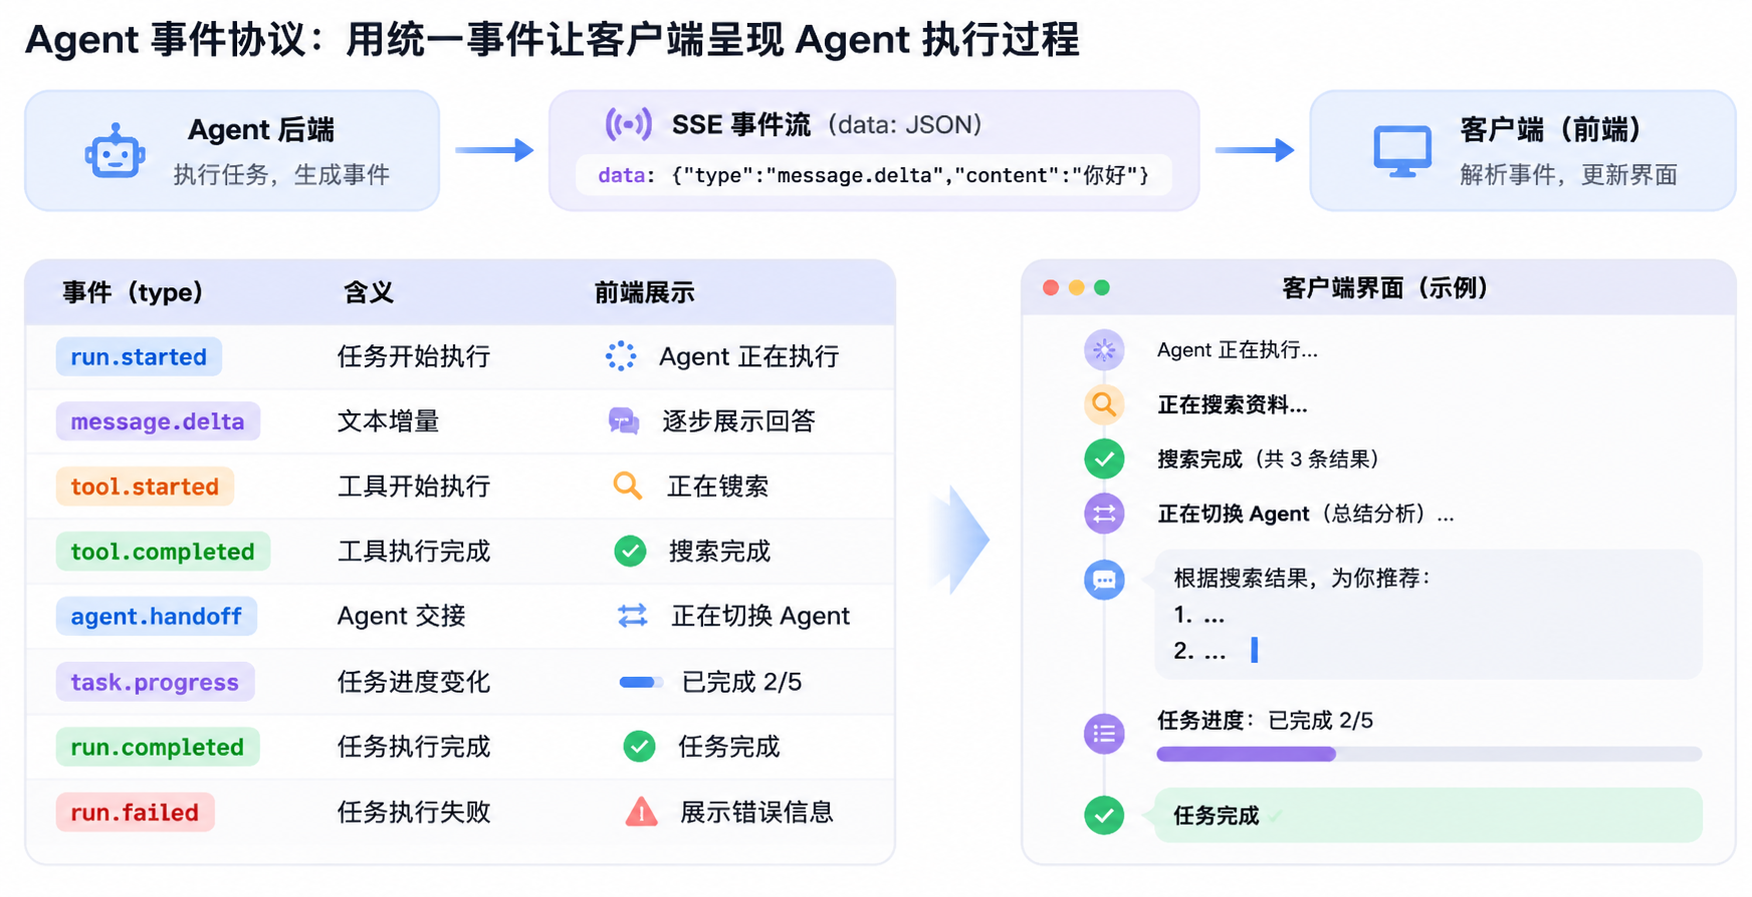 Agent 事件协议：用统一事件让客户端呈现 Agent 执行过程
Agent 后端
执行任务，生成事件
SSE 事件流（data: JSON）
data: {"type":"message.delta","content":"你好"}
客户端（前端）
解析事件，更新界面
事件（type） 含义 前端展示
run.started 任务开始执行 Agent 正在执行
message.delta 文本增量 逐步展示回答
tool.started 工具开始执行 正在锼索
tool.completed 工具执行完成 搜索完成
agent.handoff Agent 交接 正在切换 Agent
task.progress 任务进度变化 已完成 2/5
run.completed 任务执行完成 任务完成
run.failed 任务执行失败 展示错误信息
客户端界面（示例）
Agent 正在执行...
正在搜索资料...
搜索完成（共 3 条结果）
正在切换 Agent（总结分析）...
根据搜索结果，为你推荐：
1. ...
2. ...
任务进度：已完成 2/5
任务完成